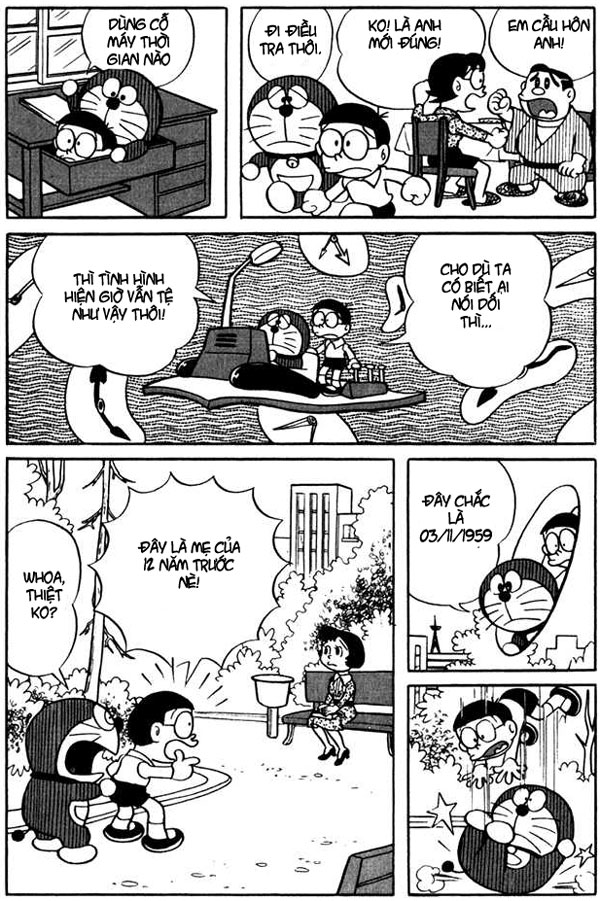 EM CẦU HÔN
ANH!
KO! LÀ ANH
MỚI ĐÚNG!
ĐI ĐIỀU
TRA THÔI.
DÙNG CỖ
MÁY THỜI
GIAN NÀO
CHO DÙ TA
CÓ BIẾT AI
NÓI DỐI
THÌ...
THÌ TÌNH HÌNH
HIỆN GIỜ VẪN TỆ
NHƯ VẬY THÔI!
ĐÂY CHẮC
LÀ
03/11/1959
ĐÂY LÀ MẸ CỦA
12 NĂM TRƯỚC
NÈ!
WHOA,
THIỆT
KO?